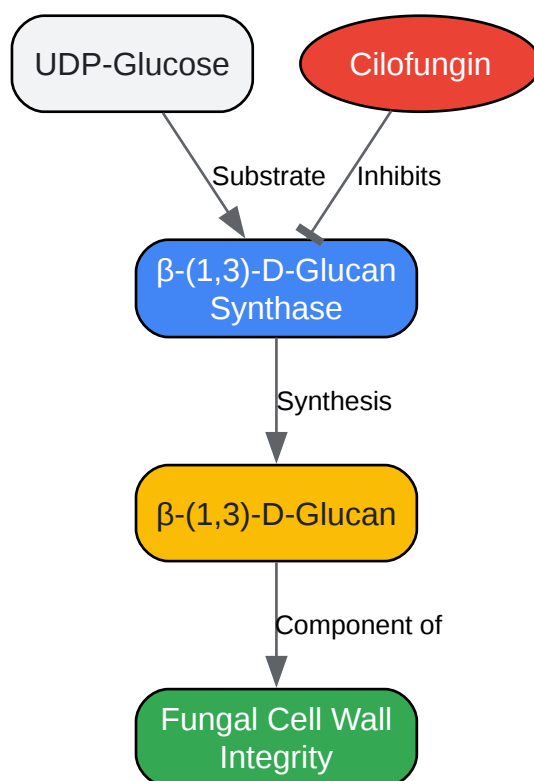 UDP-Glucose
Cilofungin
Substrate
Inhibits
β-(1,3)-D-Glucan
Synthase
Synthesis
β-(1,3)-D-Glucan
Component of
Fungal Cell Wall
Integrity